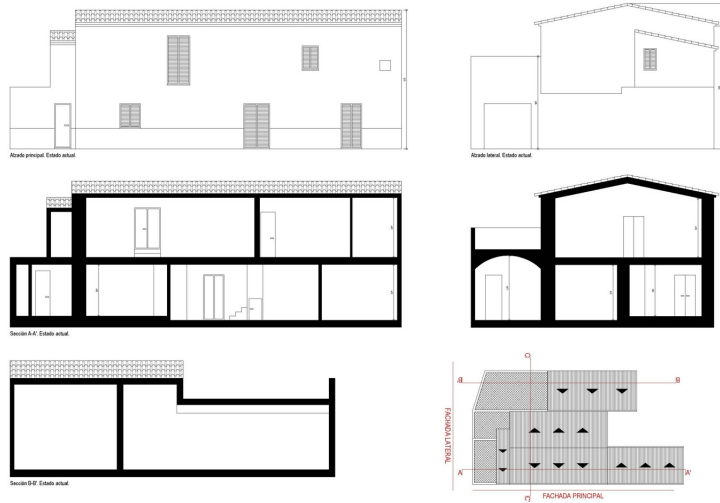 Alzado principal. Estado actual.
Alzado lateral. Estado actual.
Sección A-A'. Estado actual.
Sección B-B'. Estado actual.
C'
B'
B'
FACHADA LATERAL
A'
A'
C'
FACHADA PRINCIPAL